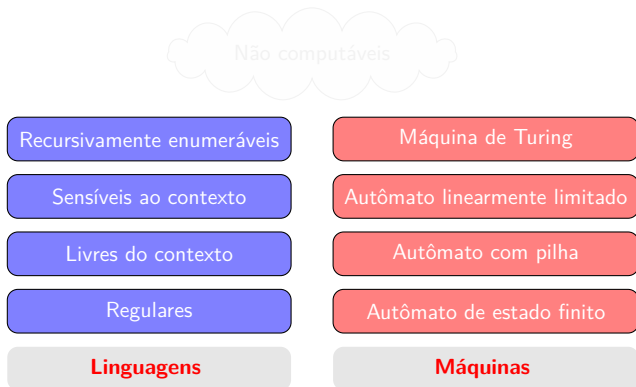 Não computáveis
Recursivamente enumeráveis
Máquina de Turing
Sensíveis ao contexto
Autômato linearmente limitado
Livres do contexto
Autômato com pilha
Regulares
Autômato de estado finito
Linguagens
Máquinas